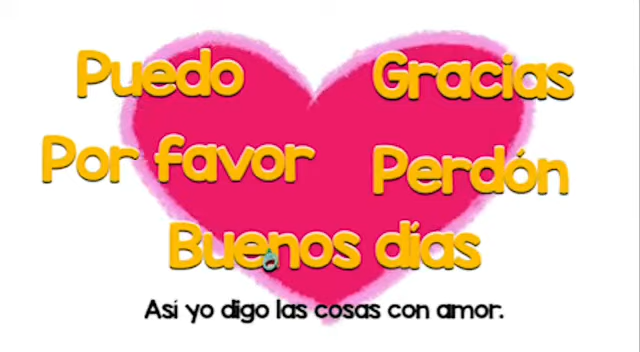 Puedo Gracias
Por favor Perdón
Buenos días
Así yo digo las cosas con amor.